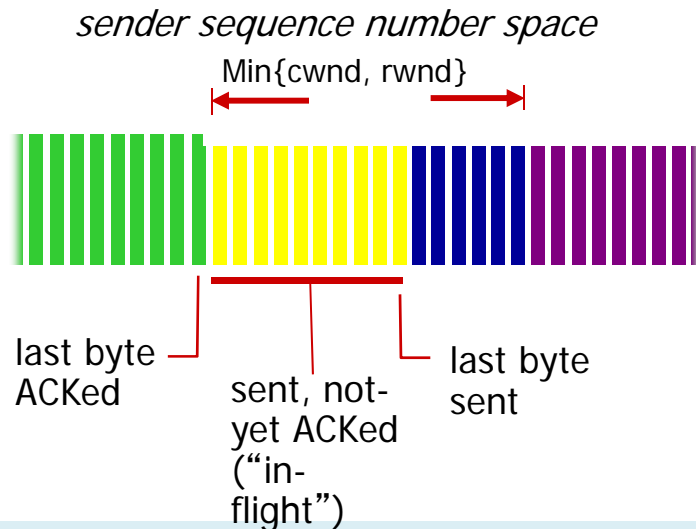 sender sequence number space
Min{cwnd, rwnd}
last byte
ACKed
sent, not-
yet ACKed
(“in-
flight”)
last byte
sent